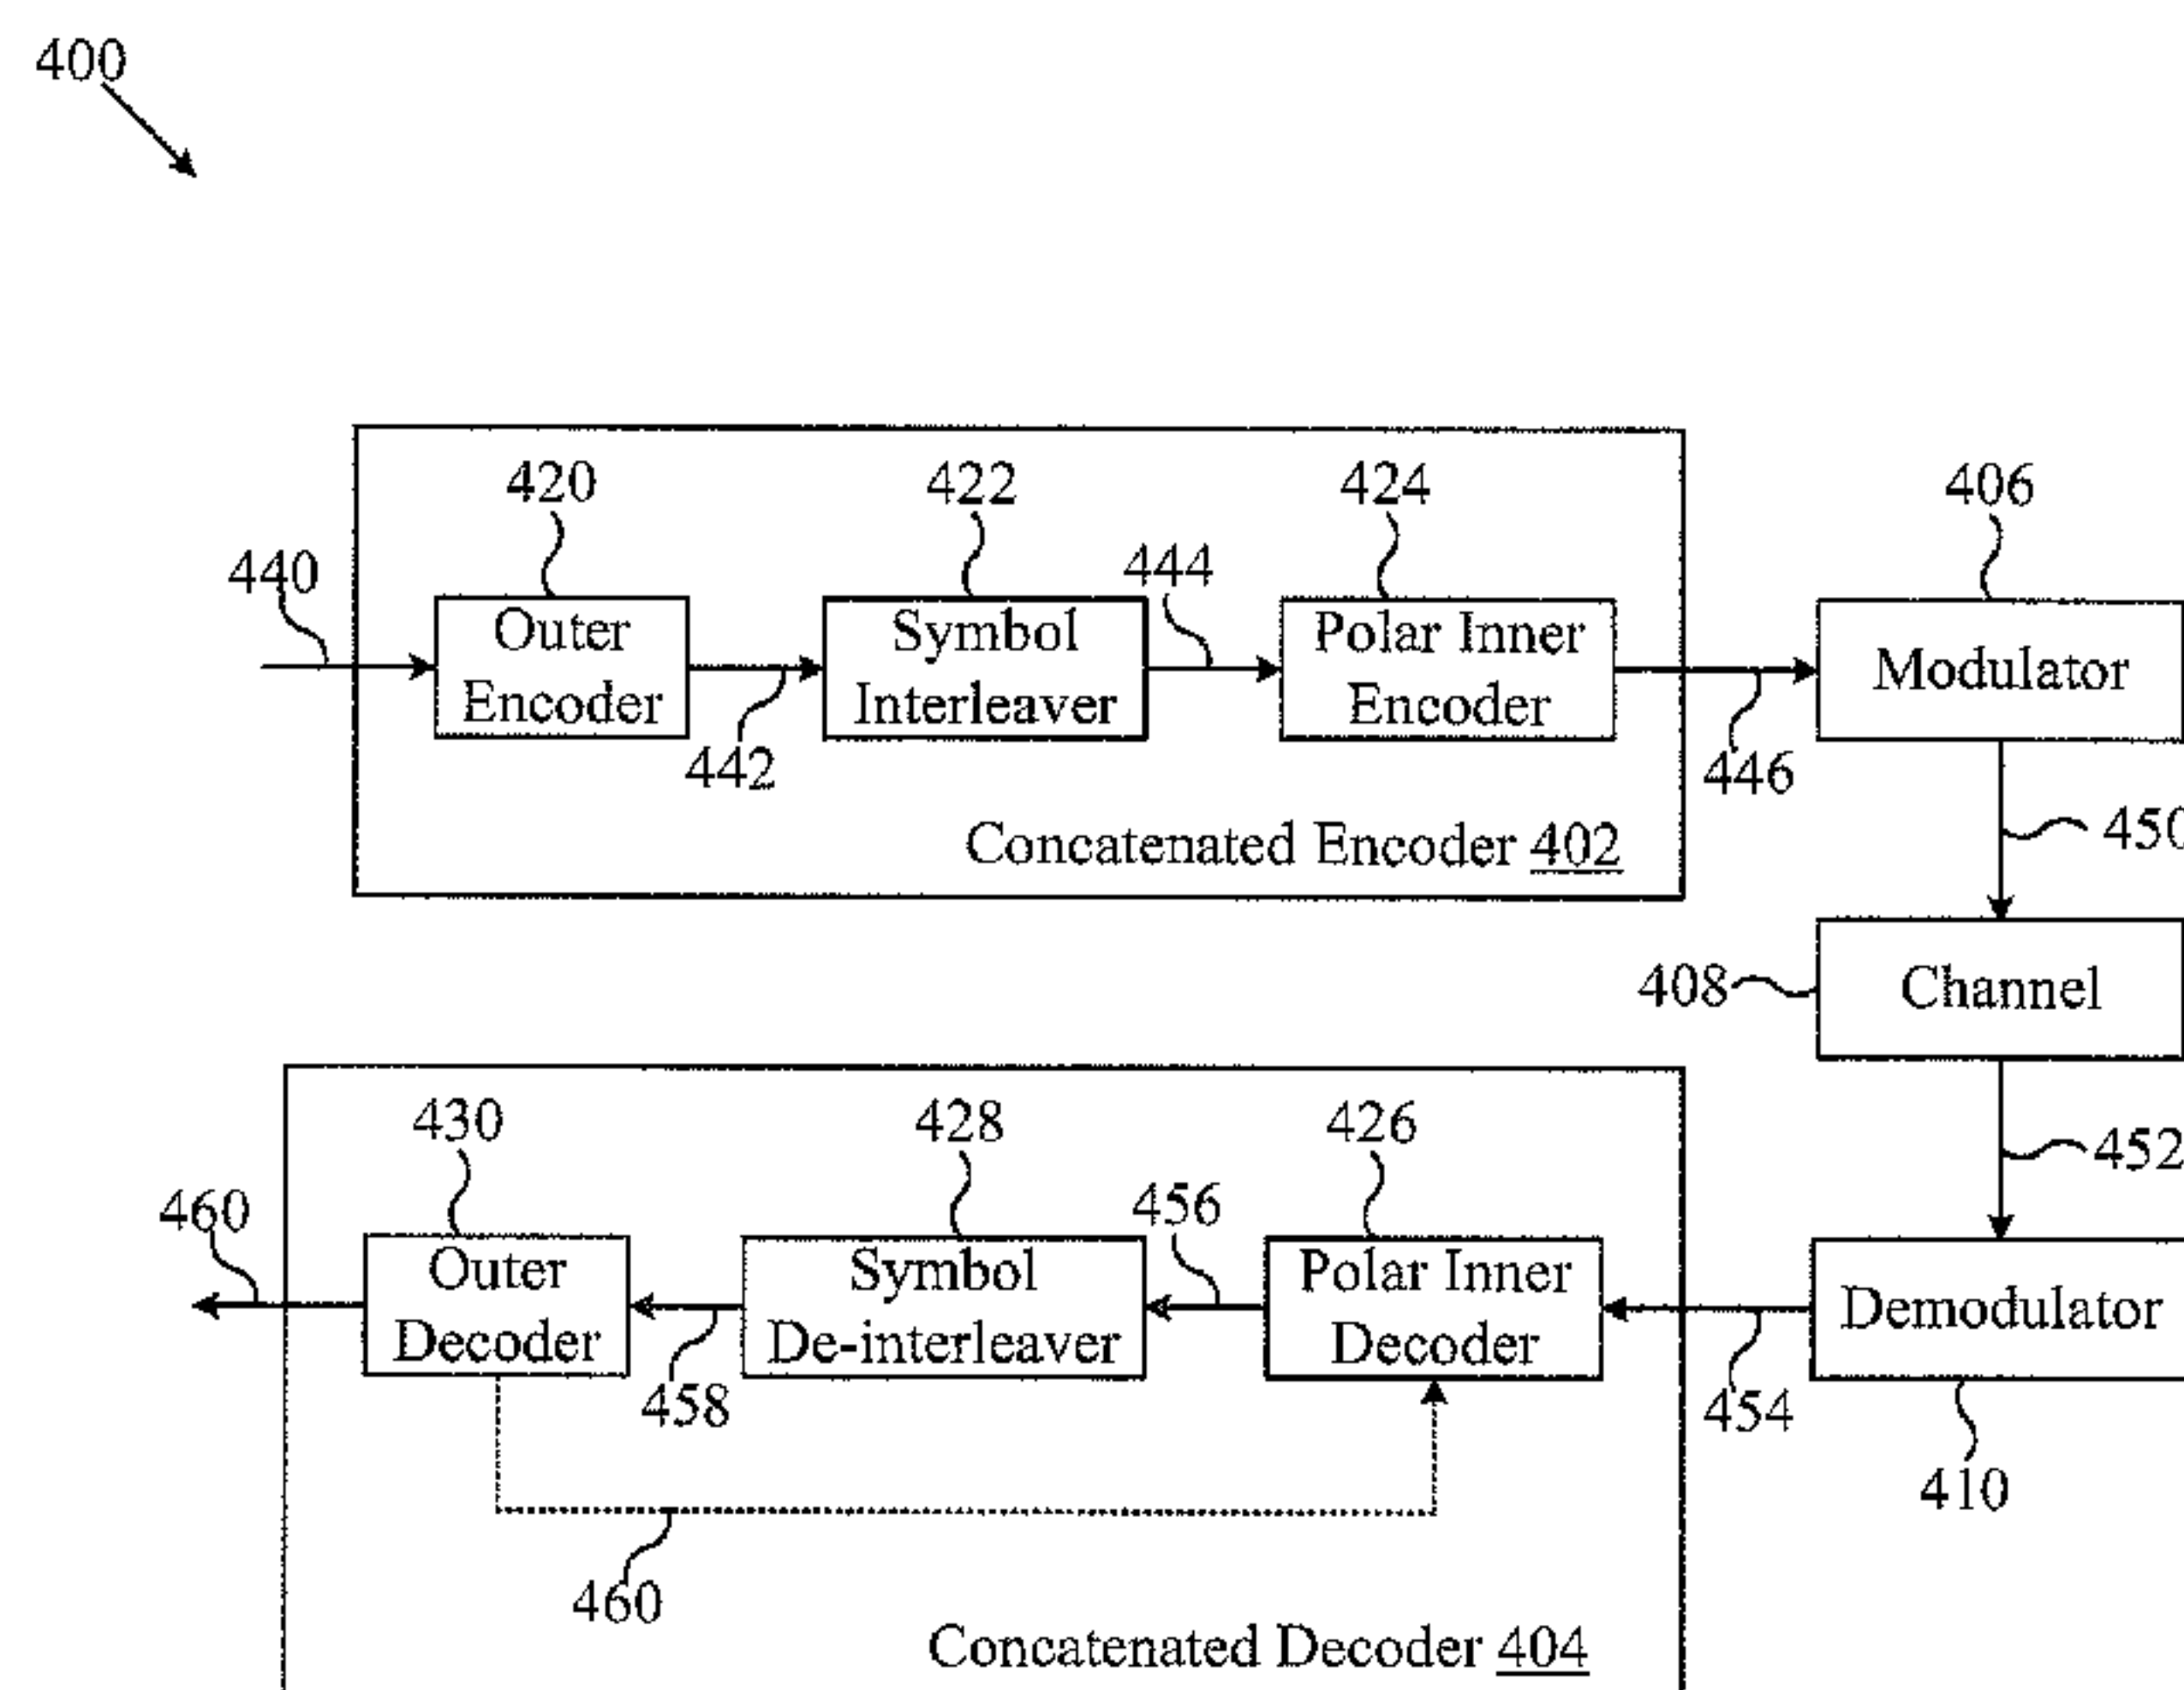 400
420
422
424
406
440
444
Outer
Encoder
Symbol
Interleaver
Polar Inner
Encoder
Modulator
442
446
450
Concatenated Encoder 402
408
Channel
430
428
426
452
460
456
Outer
Decoder
Symbol
De-interleaver
Polar Inner
Decoder
Demodulator
458
454
410
460
Concatenated Decoder 404